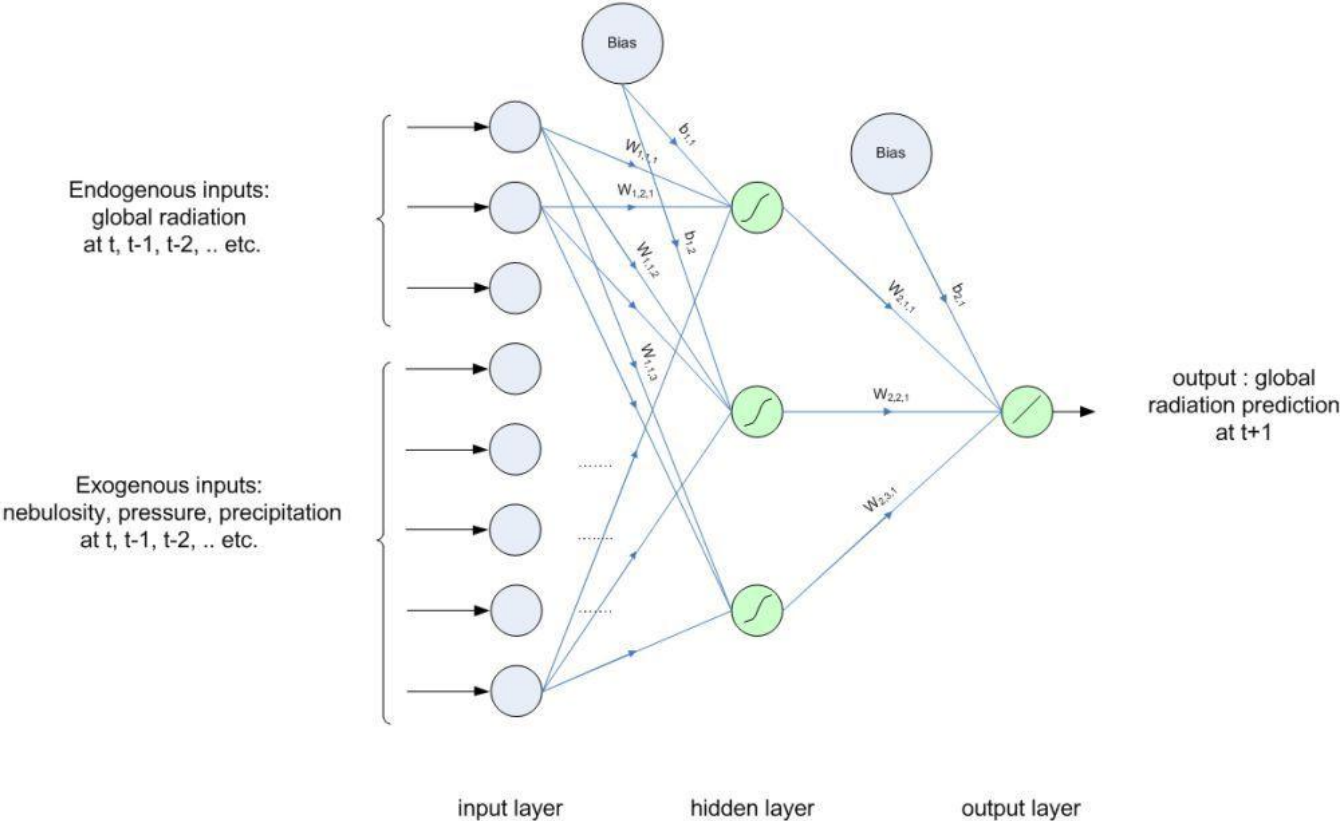 Bias
b1,1
W1,1,1
W1,2,1
Bias
Endogenous inputs:
global radiation
at t, t-1, t-2, .. etc.
b1,2
W1,1,2
W2,1,1
b2,1
W1,1,3
output : global
radiation prediction
at t+1
W2,2,1
.......
Exogenous inputs:
nebulosity, pressure, precipitation
at t, t-1, t-2, .. etc.
W2,3,1
........
.......
input layer
hidden layer
output layer